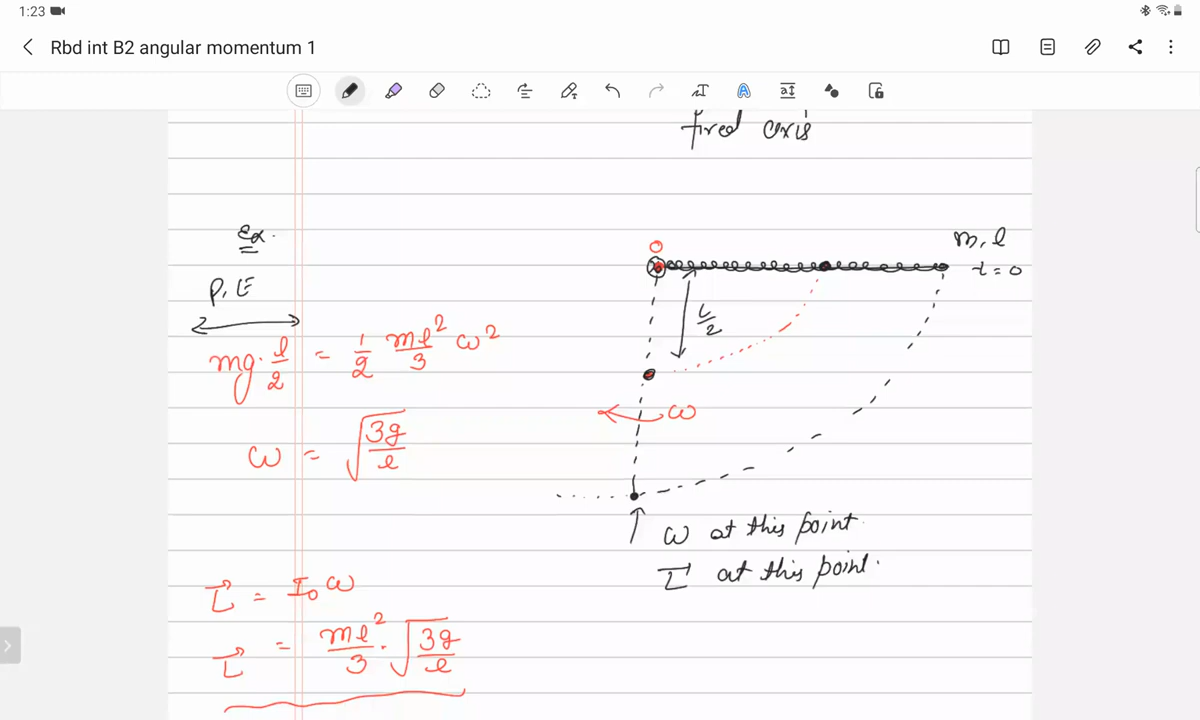 1:23
Rbd int B2 angular momentum 1
fixed axis
Ex.
P.E
mg. l/2 = 1/2 ml²/3 ω²
ω = √(3g/l)
L⃗ = I₀ω
L⃗ = ml²/3 . √(3g/l)
O
m, l
t=0
L/2
ω
ω at this point.
L⃗ at this point.